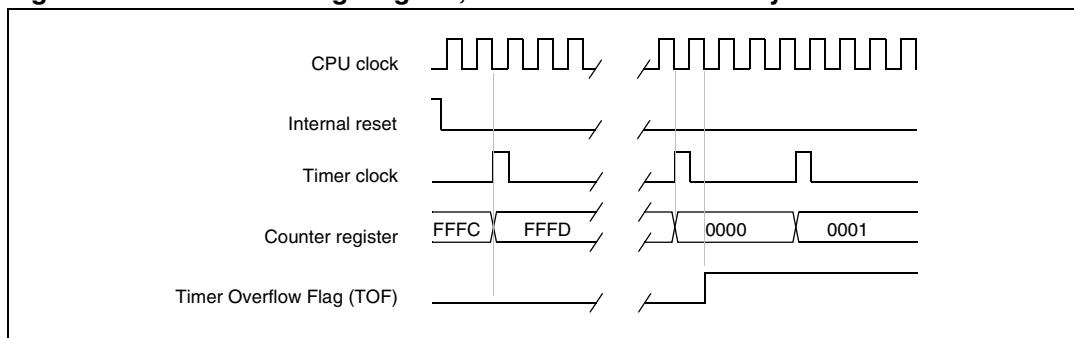 CPU clock
Internal reset
Timer clock
Counter register
FFFC
FFFD
0000
0001
Timer Overflow Flag (TOF)